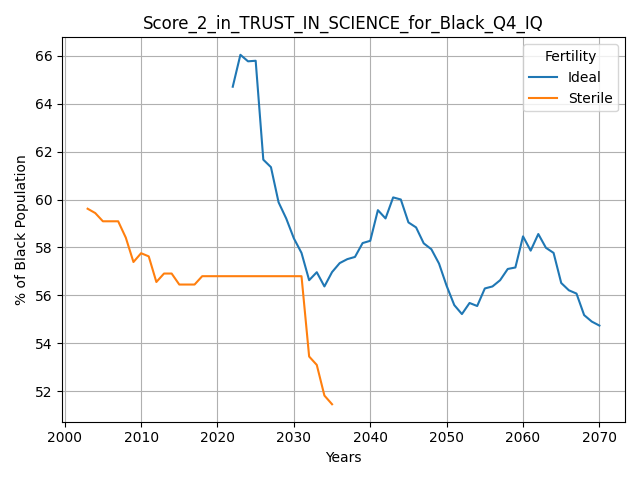 Score_2_in_TRUST_IN_SCIENCE_for_Black_Q4_IQ
Fertility
Ideal
Sterile
% of Black Population
66
64
62
60
58
56
54
52
2000 2010 2020 2030 2040 2050 2060 2070
Years